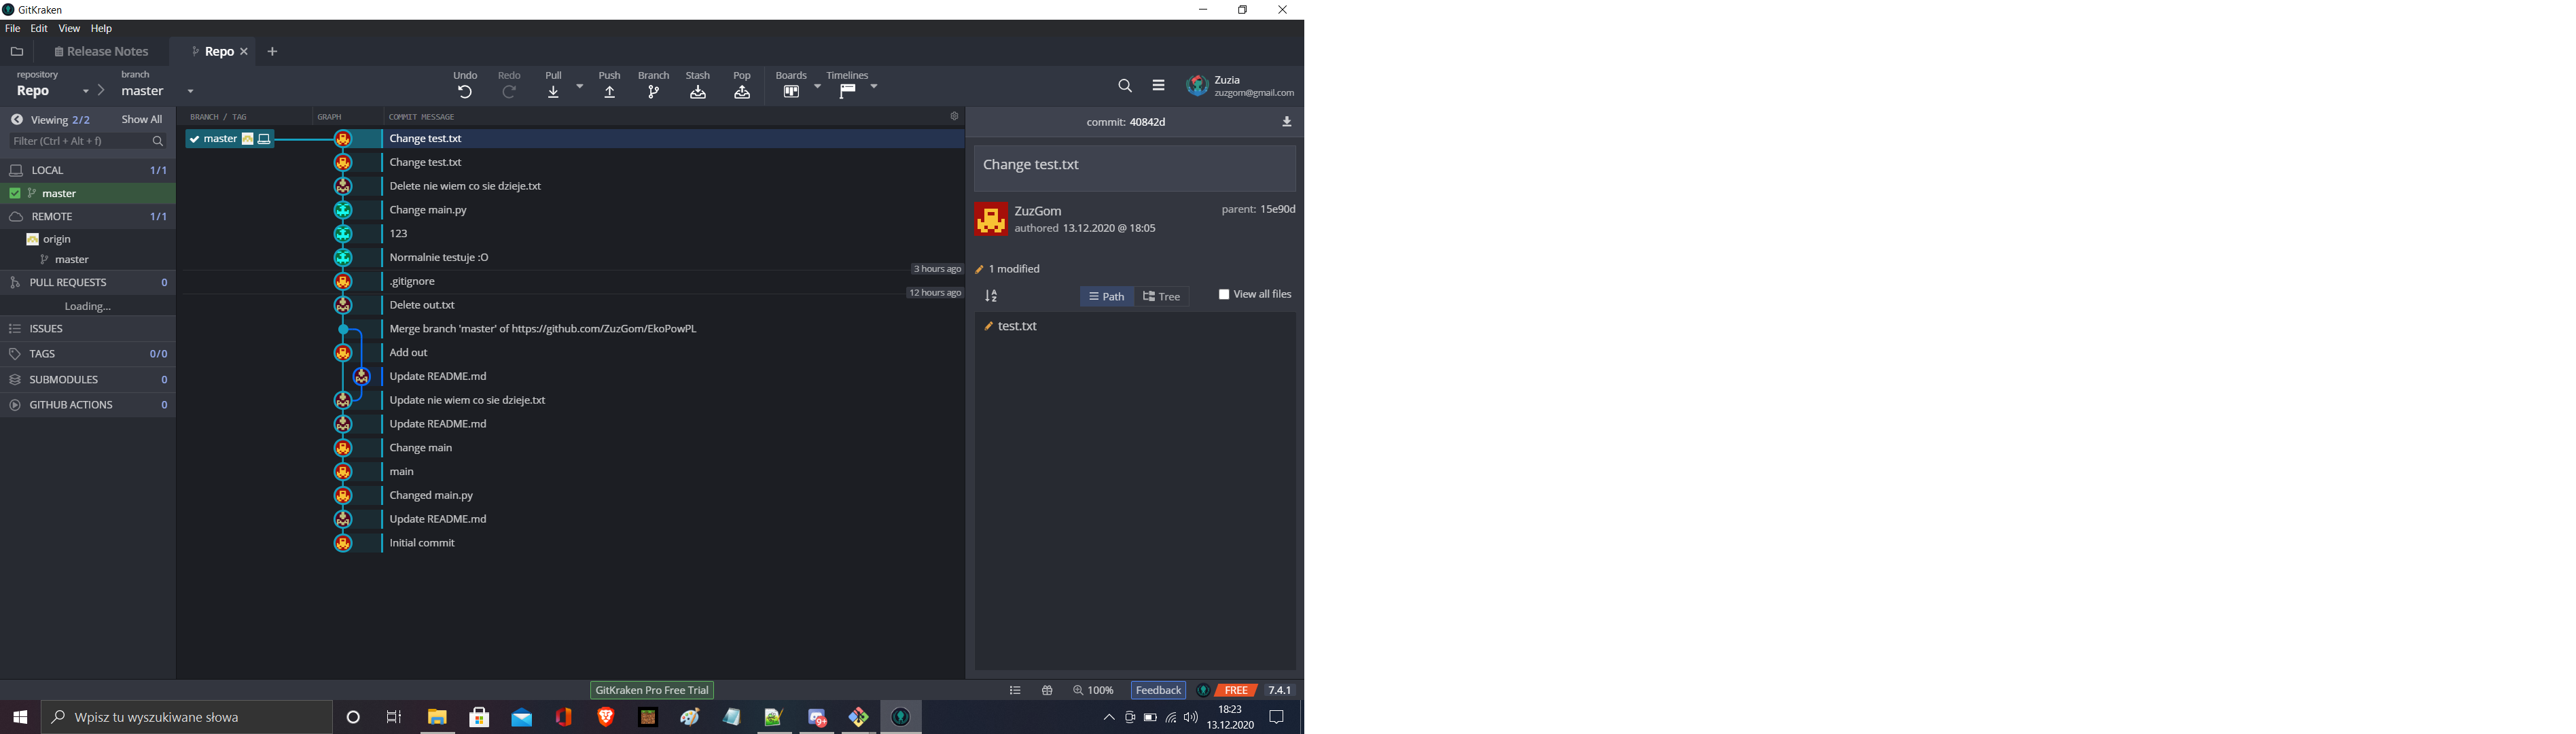 GitKraken
File Edit View Help
Release Notes Repo
repository branch
Repo master
Undo Redo Pull Push Branch Stash Pop Boards Timelines
Zuzia
zuzgom@gmail.com
Viewing 2/2 Show All
Filter (Ctrl + Alt + f)
LOCAL 1/1
master
REMOTE 1/1
origin
master
PULL REQUESTS 0
Loading...
ISSUES
TAGS 0/0
SUBMODULES 0
GITHUB ACTIONS 0
BRANCH / TAG GRAPH COMMIT MESSAGE
master Change test.txt
Change test.txt
Delete nie wiem co sie dzieje.txt
Change main.py
123
Normalnie testuje :O
3 hours ago
.gitignore
12 hours ago
Delete out.txt
Merge branch 'master' of https://github.com/ZuzGom/EkoPowPL
Add out
Update README.md
Update nie wiem co sie dzieje.txt
Update README.md
Change main
main
Changed main.py
Update README.md
Initial commit
commit: 40842d
Change test.txt
ZuzGom parent: 15e90d
authored 13.12.2020 @ 18:05
1 modified
Path Tree View all files
test.txt
GitKraken Pro Free Trial 100% Feedback FREE 7.4.1
Wpisz tu wyszukiwane słowa
9+
18:23
13.12.2020